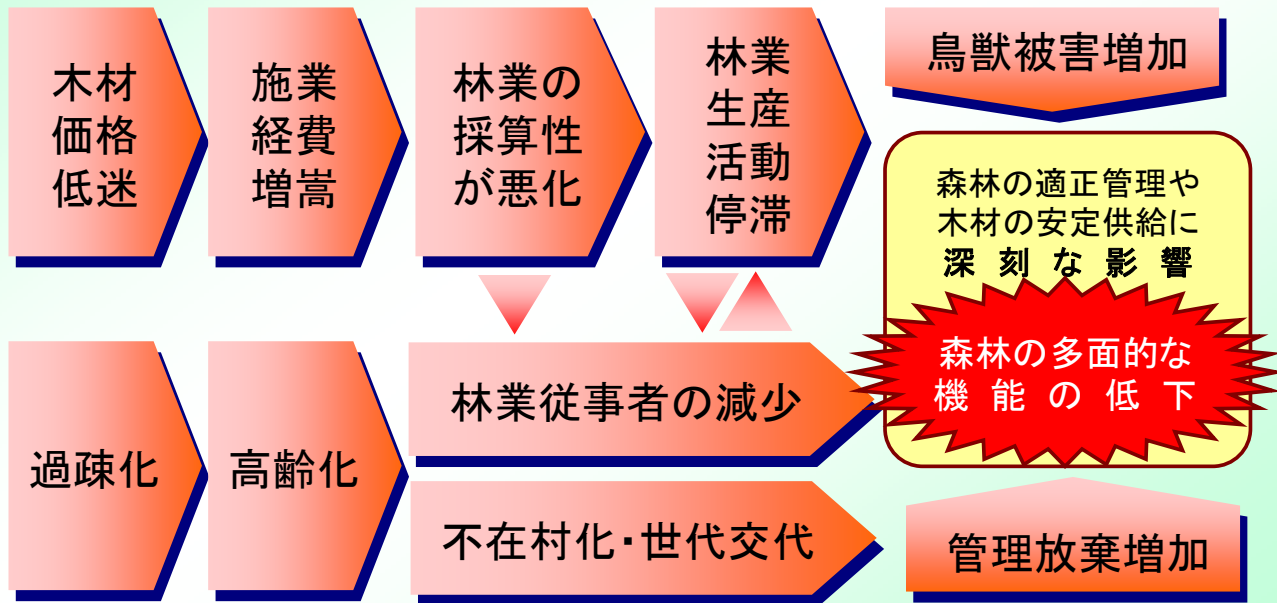 木材
価格
低迷
施業
経費
増嵩
林業の
採算性
が悪化
林業
生産
活動
停滞
鳥獣被害増加
森林の適正管理や
木材の安定供給に
深刻な影響
森林の多面的な
機能の低下
過疎化
高齢化
林業従事者の減少
不在村化・世代交代
管理放棄増加